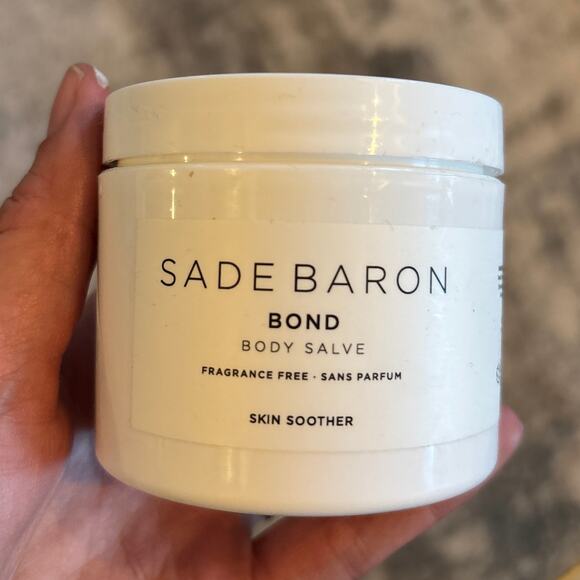 SADE BARON
BOND
BODY SALVE
FRAGRANCE FREE · SANS PARFUM
SKIN SOOTHER